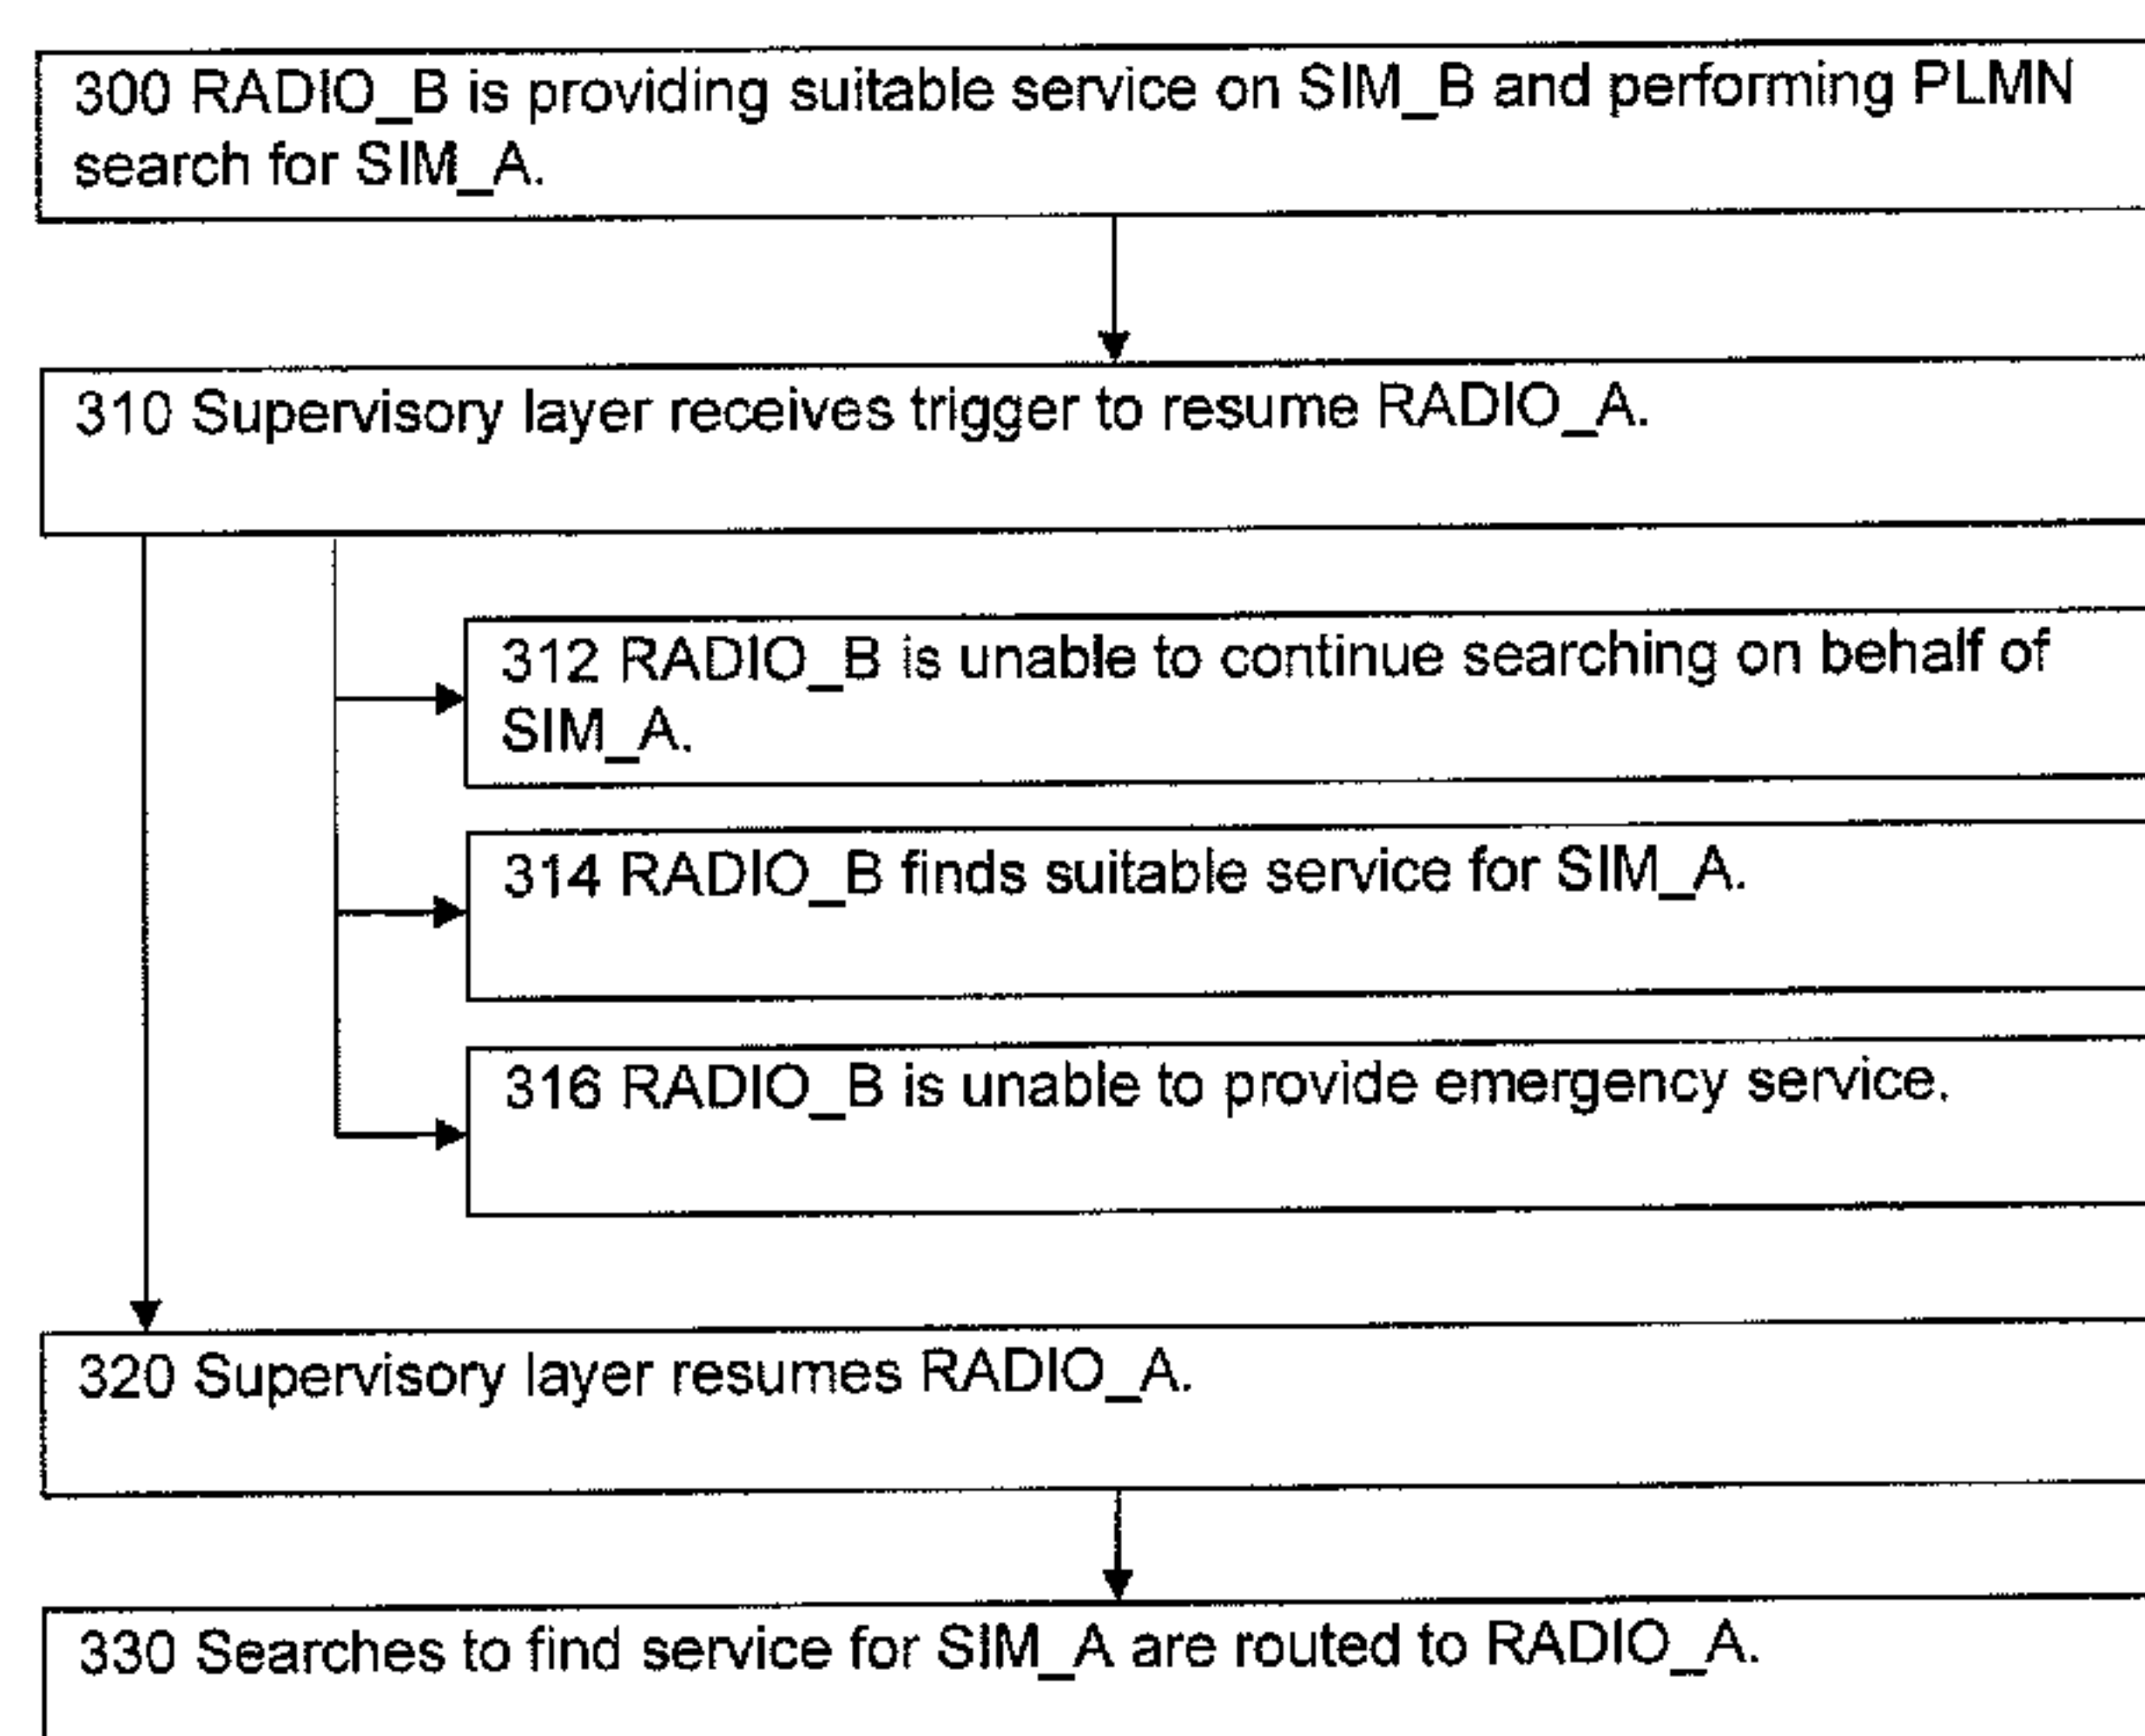 300 RADIO_B is providing suitable service on SIM_B and performing PLMN
search for SIM_A.
310 Supervisory layer receives trigger to resume RADIO_A.
312 RADIO_B is unable to continue searching on behalf of
SIM_A.
314 RADIO_B finds suitable service for SIM_A.
316 RADIO_B is unable to provide emergency service.
320 Supervisory layer resumes RADIO_A.
330 Searches to find service for SIM_A are routed to RADIO_A.